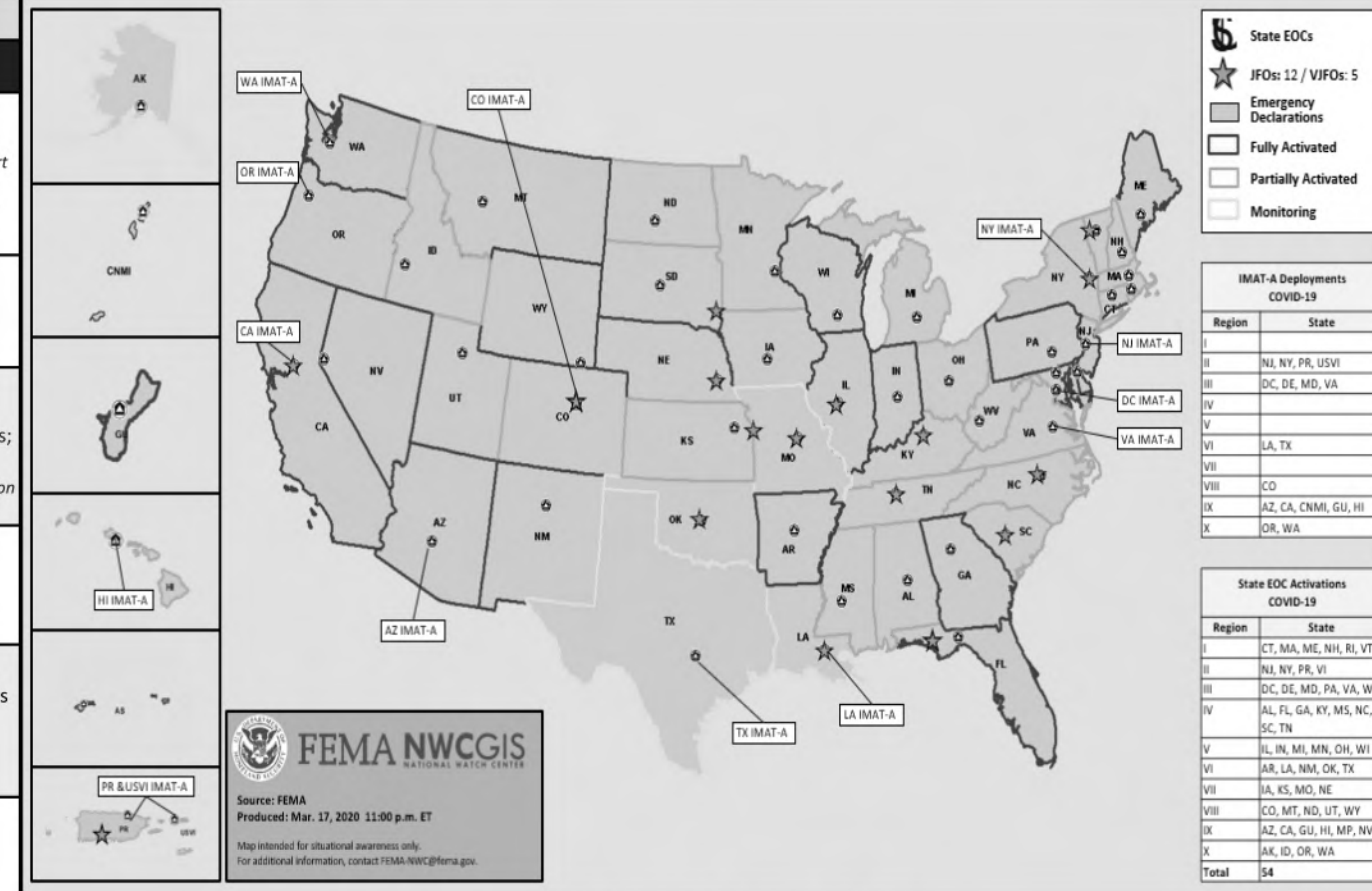 rt
s;
on
s
AK
CNMI
GU
HI
HI IMAT-A
AS
PR & USVI IMAT-A
PR
USVI
WA IMAT-A
CO IMAT-A
OR IMAT-A
CA IMAT-A
NY IMAT-A
NJ IMAT-A
DC IMAT-A
VA IMAT-A
AZ IMAT-A
TX IMAT-A
LA IMAT-A
WA
MT
ND
MN
ME
OR
ID
SD
WI
MI
NY
NH
MA
CT
WY
NE
IA
PA
NJ
NV
UT
CO
IL
IN
OH
WV
VA
CA
KS
MO
KY
NC
TN
SC
AZ
NM
OK
AR
MS
AL
GA
TX
LA
FL
FEMA NWCGIS
NATIONAL WATCH CENTER
Source: FEMA
Produced: Mar. 17, 2020 11:00 p.m. ET
Map intended for situational awareness only.
For additional information, contact FEMA-NWC@fema.gov.
State EOCs
JFOs: 12 / VJFOs: 5
Emergency
Declarations
Fully Activated
Partially Activated
Monitoring
IMAT-A Deployments
COVID-19
Region State
I
II NJ, NY, PR, USVI
III DC, DE, MD, VA
IV
V
VI LA, TX
VII
VIII CO
IX AZ, CA, CNMI, GU, HI
X OR, WA
State EOC Activations
COVID-19
Region State
I CT, MA, ME, NH, RI, VT
II NJ, NY, PR, VI
III DC, DE, MD, PA, VA, W
IV AL, FL, GA, KY, MS, NC,
SC, TN
V IL, IN, MI, MN, OH, WI
VI AR, LA, NM, OK, TX
VII IA, KS, MO, NE
VIII CO, MT, ND, UT, WY
IX AZ, CA, GU, HI, MP, NV
X AK, ID, OR, WA
Total 54